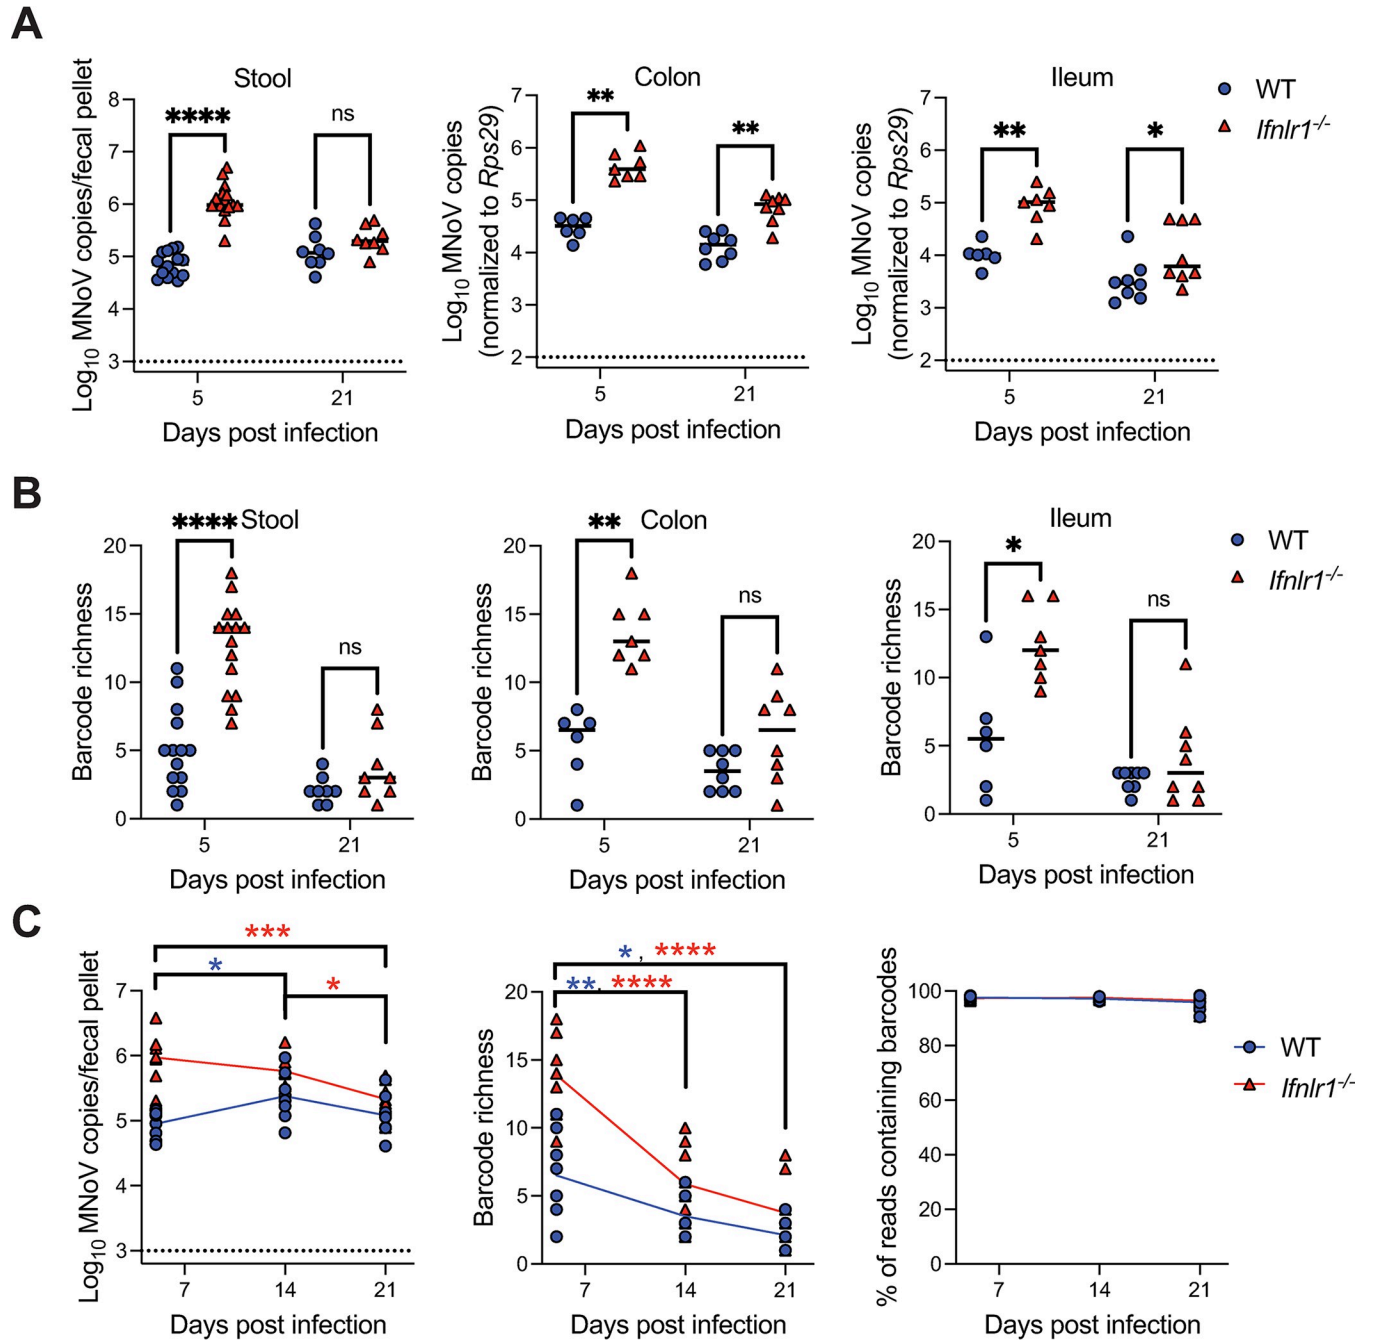 A
Stool
Log10 MNoV copies/fecal pellet
8
7
6
5
4
3
****
ns
5
21
Days post infection
Colon
Log10 MNoV copies
(normalized to Rps29)
7
6
5
4
3
2
**
**
5
21
Days post infection
Ileum
Log10 MNoV copies
(normalized to Rps29)
7
6
5
4
3
2
**
*
5
21
Days post infection
WT
Ifnlr1-/-
B
Stool
Barcode richness
20
15
10
5
0
****
ns
5
21
Days post infection
Colon
Barcode richness
20
15
10
5
0
**
ns
5
21
Days post infection
Ileum
Barcode richness
20
15
10
5
0
*
ns
5
21
Days post infection
WT
Ifnlr1-/-
C
Log10 MNoV copies/fecal pellet
7
6
5
4
3
***
*
*
7
14
21
Days post infection
Barcode richness
20
15
10
5
0
*, ****
**, ****
7
14
21
Days post infection
% of reads containing barcodes
100
80
60
40
20
0
7
14
21
Days post infection
WT
Ifnlr1-/-